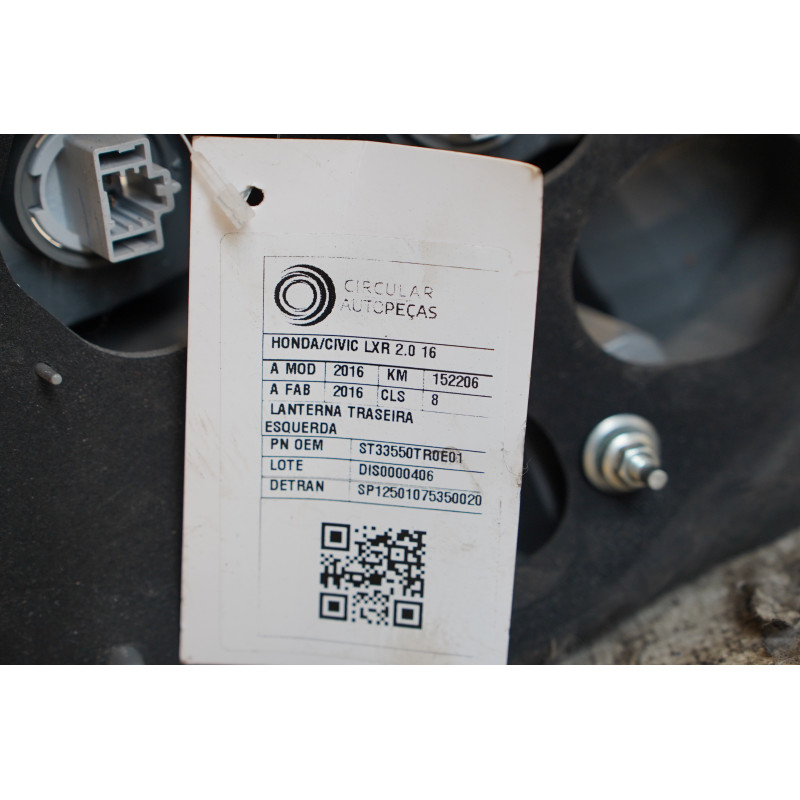 CIRCULAR
AUTOPEÇAS
HONDA/CIVIC LXR 2.0 16
A MOD 2016 KM 152206
A FAB 2016 CLS 8
LANTERNA TRASEIRA
ESQUERDA
PN OEM ST33550TR0E01
LOTE DIS0000406
DETRAN SP12501075350020